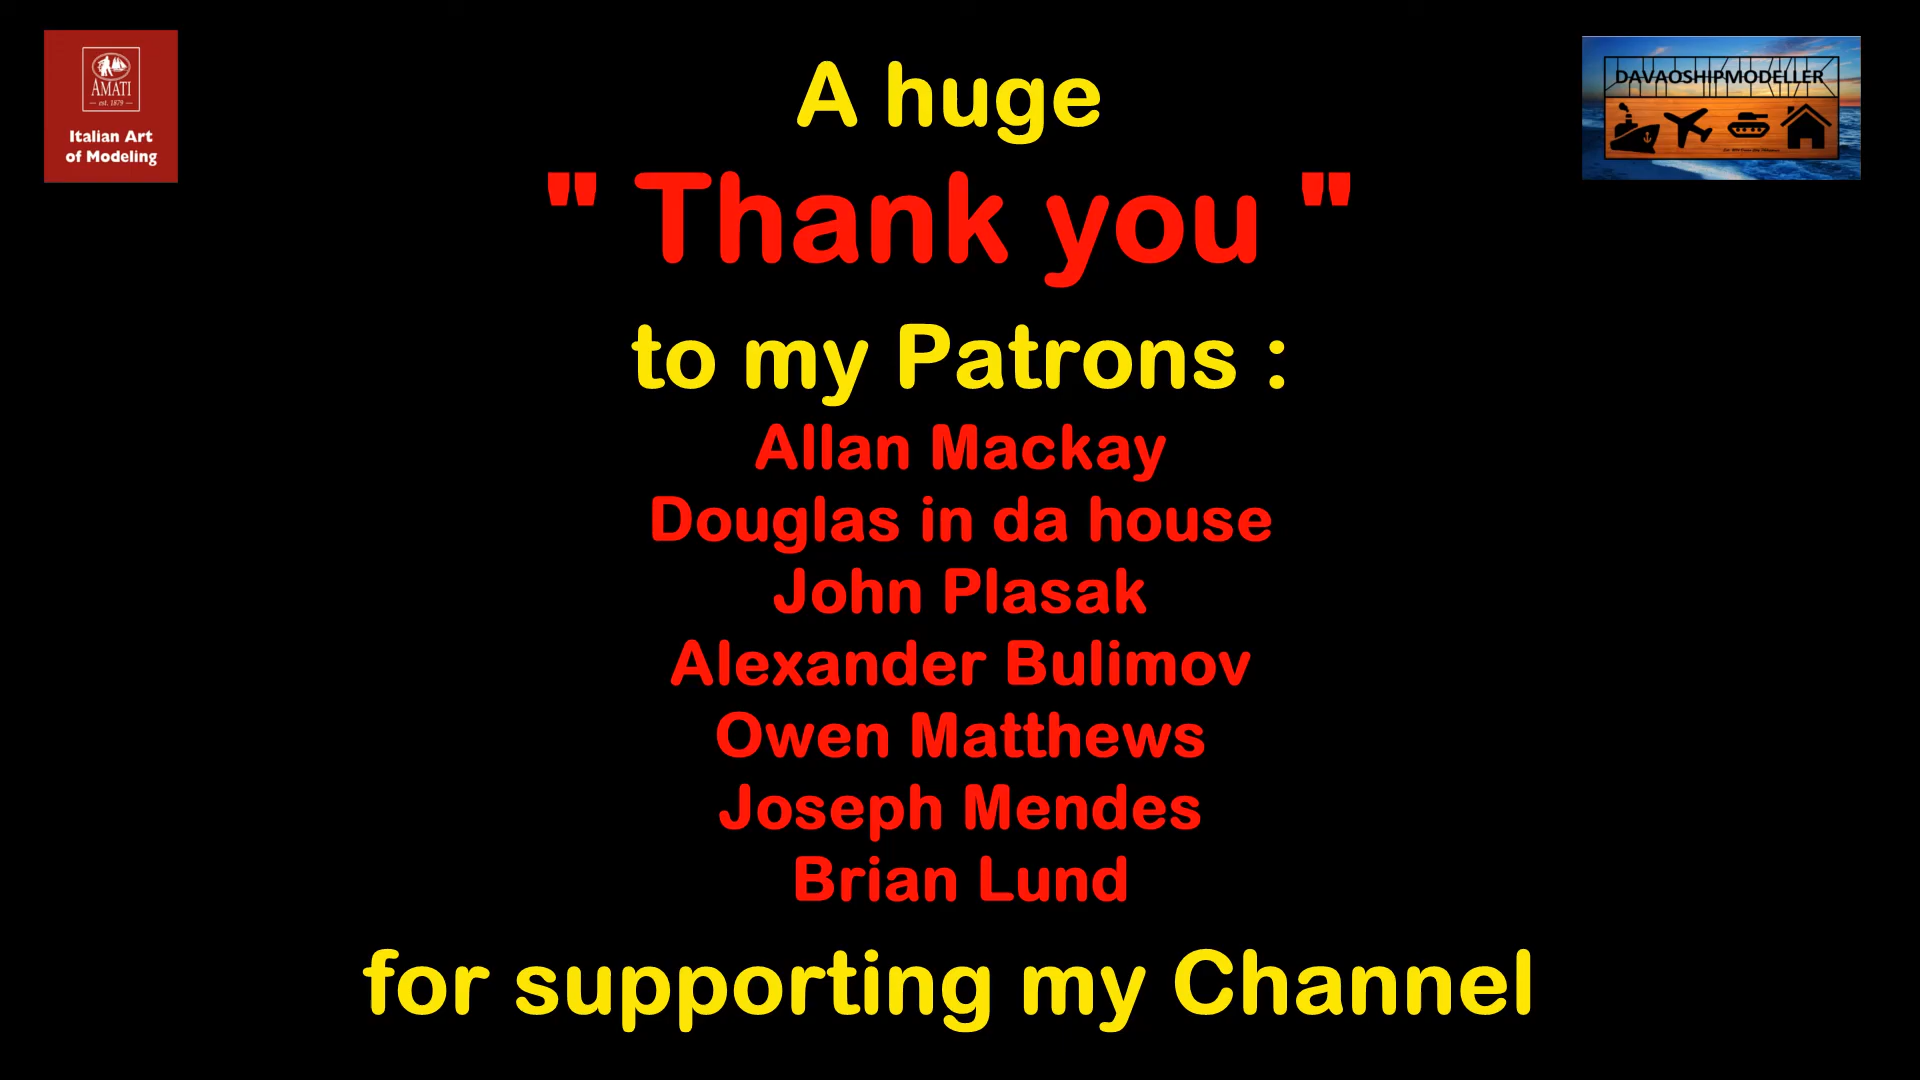 AMATI
est. 1879
Italian Art
of Modeling
DAVAOSHIPMODELLER
A huge
" Thank you "
to my Patrons :
Allan Mackay
Douglas in da house
John Plasak
Alexander Bulimov
Owen Matthews
Joseph Mendes
Brian Lund
for supporting my Channel